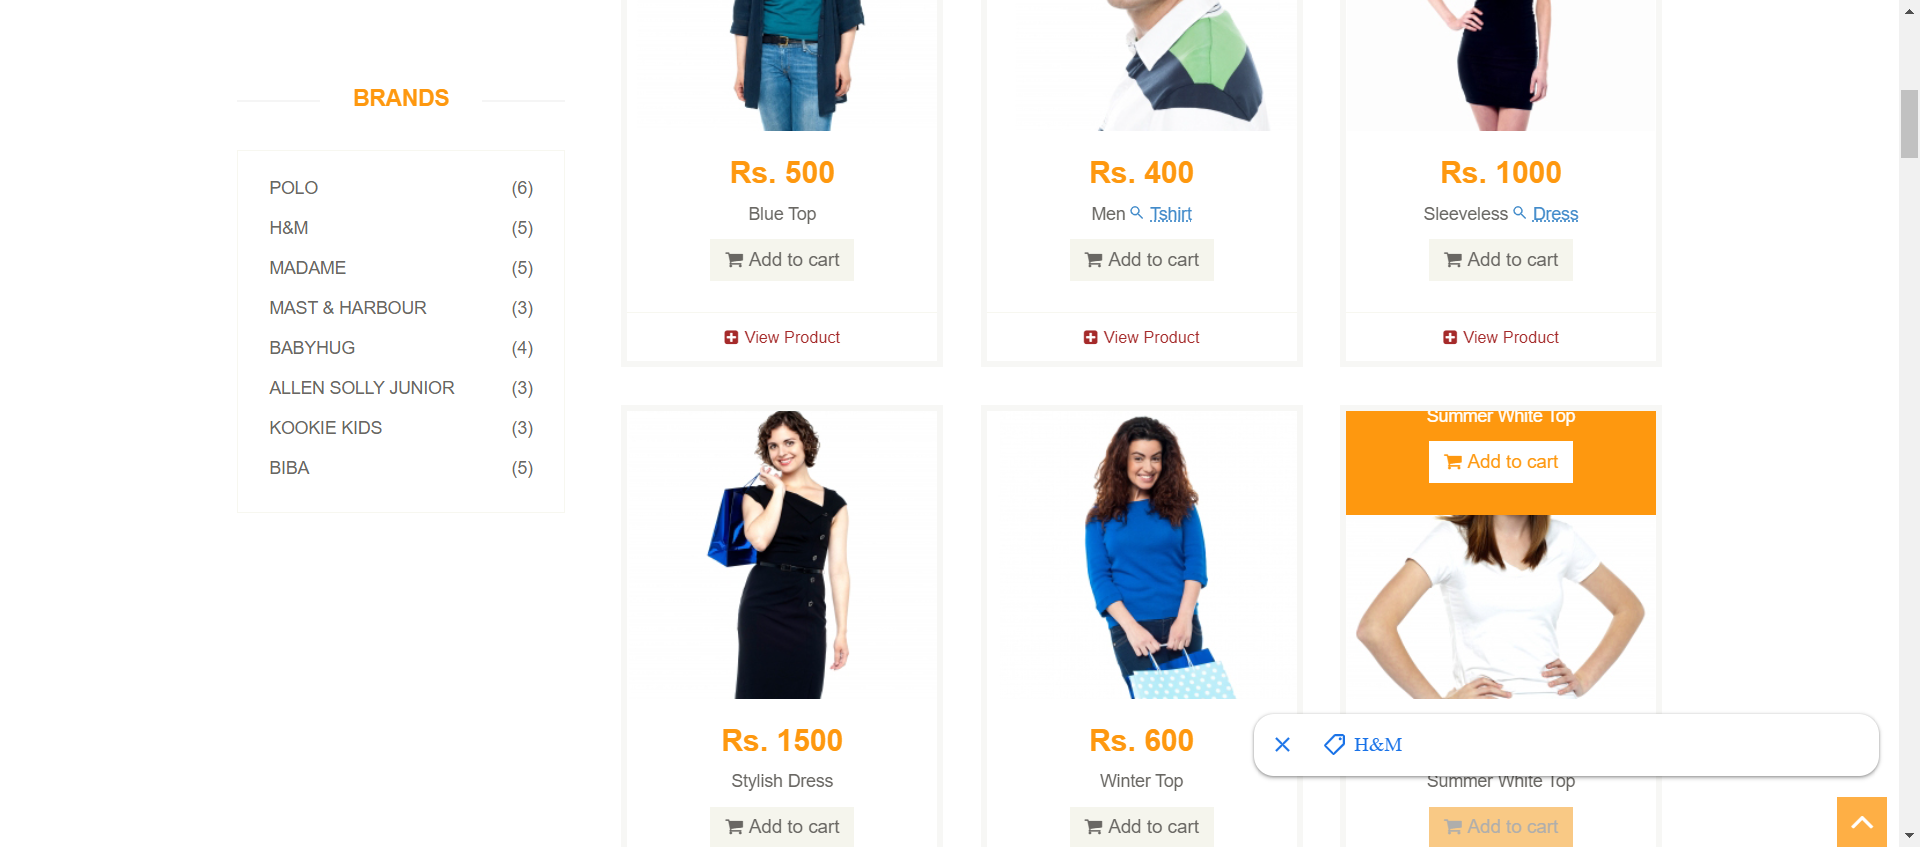 BRANDS
POLO (6)
H&M (5)
MADAME (5)
MAST & HARBOUR (3)
BABYHUG (4)
ALLEN SOLLY JUNIOR (3)
KOOKIE KIDS (3)
BIBA (5)
Rs. 500
Blue Top
Add to cart
View Product
Rs. 400
Men Tshirt
Add to cart
View Product
Rs. 1000
Sleeveless Dress
Add to cart
View Product
Rs. 1500
Stylish Dress
Add to cart
Rs. 600
Winter Top
Add to cart
Summer White Top
Add to cart
H&M
Summer White Top
Add to cart